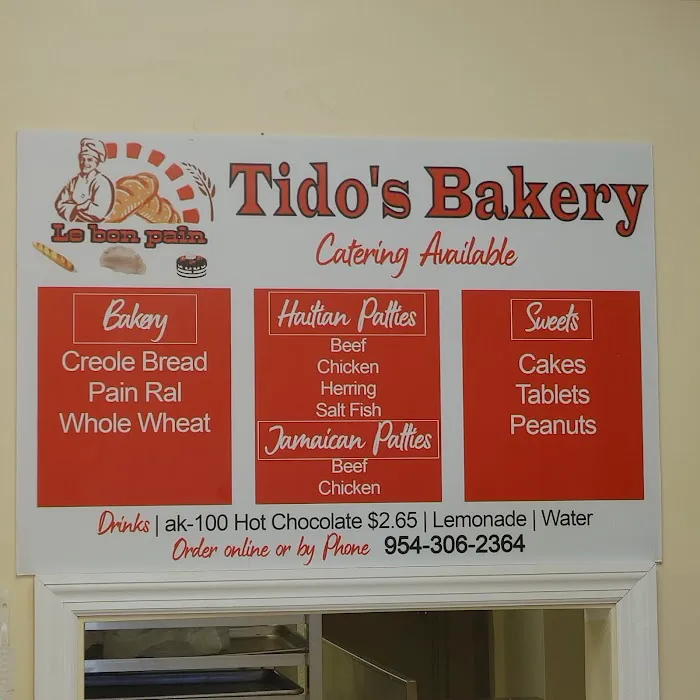 Le bon pain
Tido's Bakery
Catering Available
Bakery
Creole Bread
Pain Ral
Whole Wheat
Haitian Patties
Beef
Chicken
Herring
Salt Fish
Jamaican Patties
Beef
Chicken
Sweets
Cakes
Tablets
Peanuts
Drinks | ak-100 Hot Chocolate $2.65 | Lemonade | Water
Order online or by Phone 954-306-2364